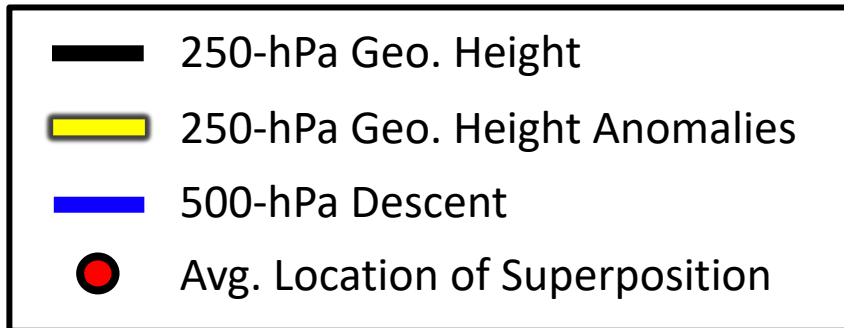 250-hPa Geo. Height
250-hPa Geo. Height Anomalies
500-hPa Descent
Avg. Location of Superposition